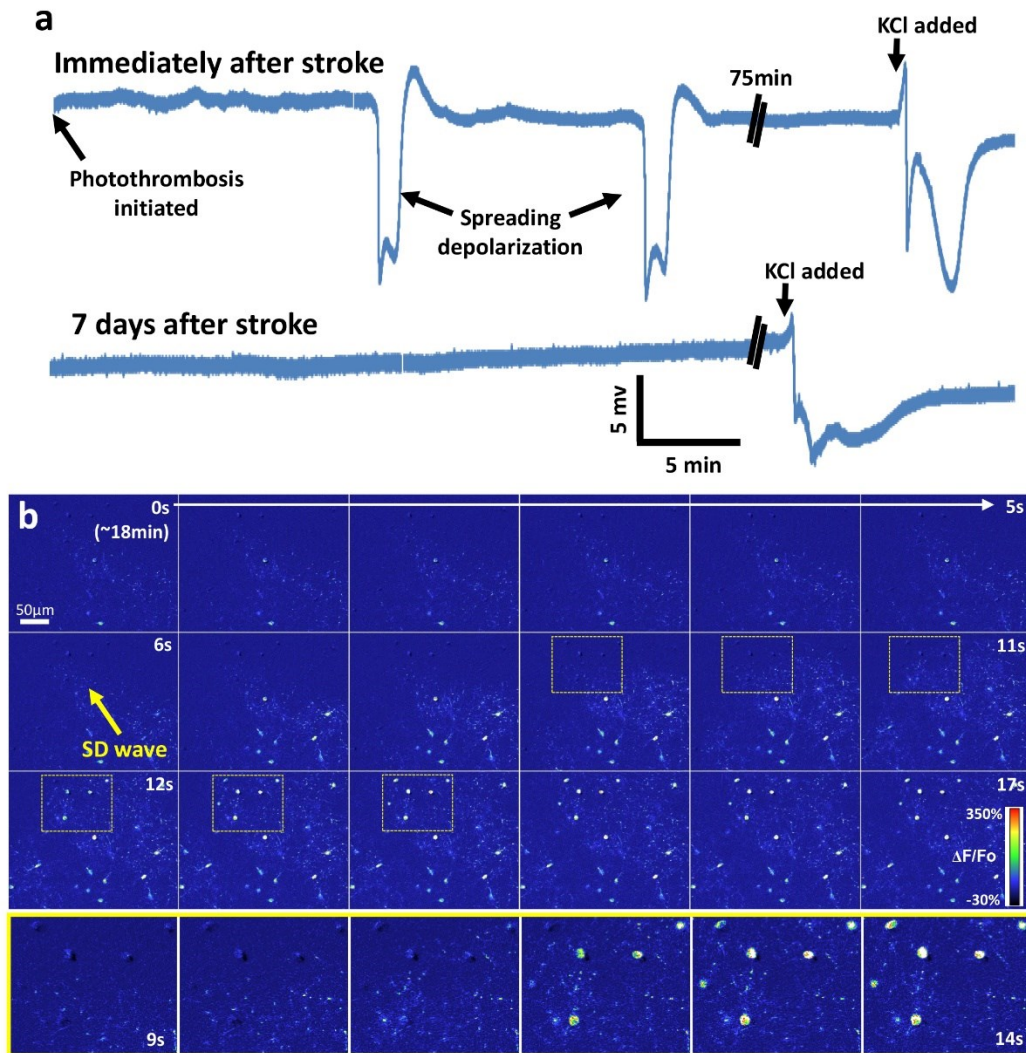 a
Immediately after stroke
KCl added
75min
Photothrombosis
initiated
Spreading
depolarization
KCl added
7 days after stroke
5 mv
5 min
b
0s
(~18min)
5s
50µm
6s
11s
SD wave
12s
17s
350%
ΔF/Fo
-30%
9s
14s